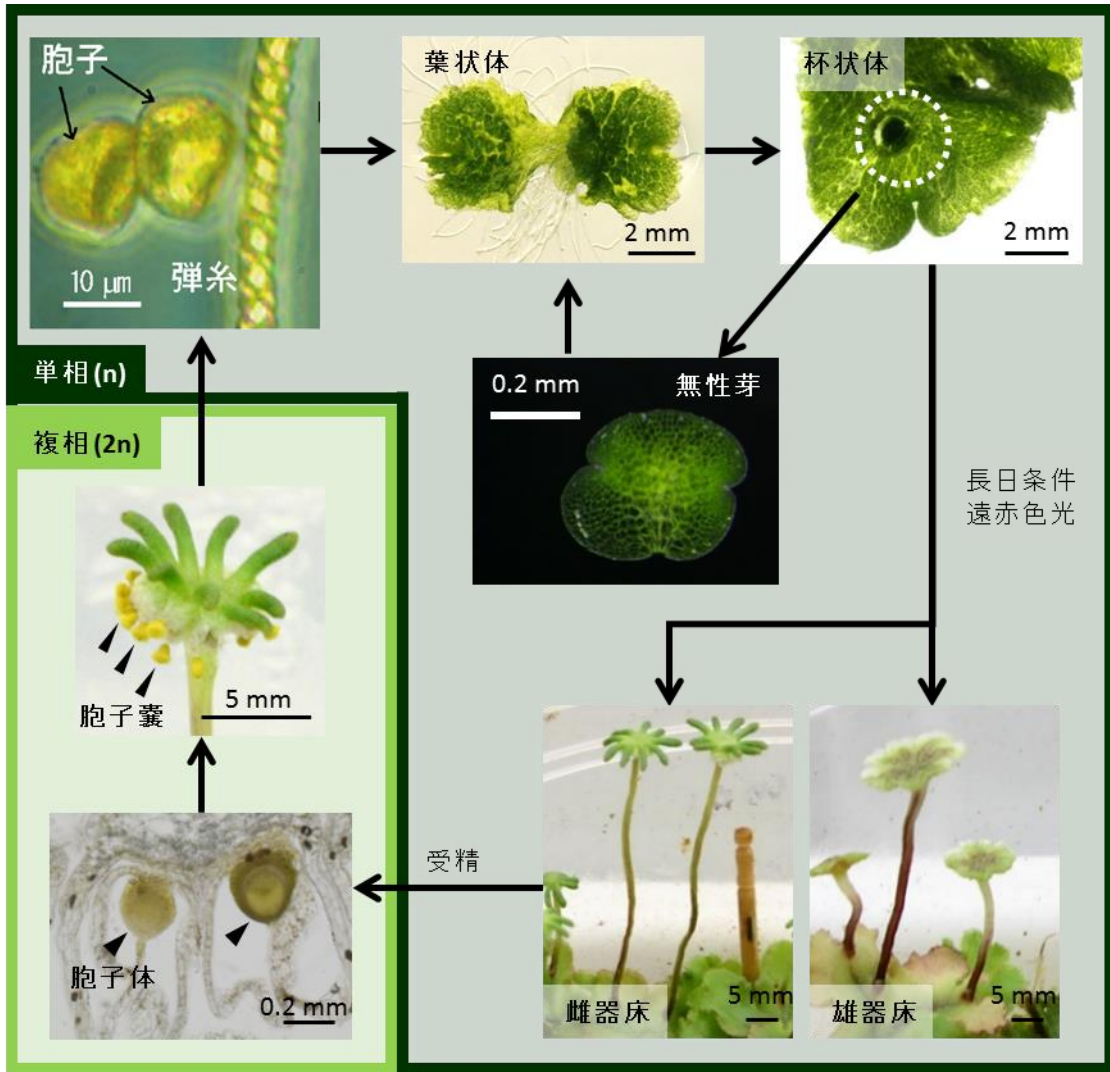 胞子
10 μm
弾糸
葉状体
2 mm
杯状体
2 mm
単相(n)
0.2 mm
無性芽
複相(2n)
長日条件
遠赤色光
5 mm
胞子嚢
受精
胞子体
0.2 mm
雌器床
5 mm
雄器床
5 mm